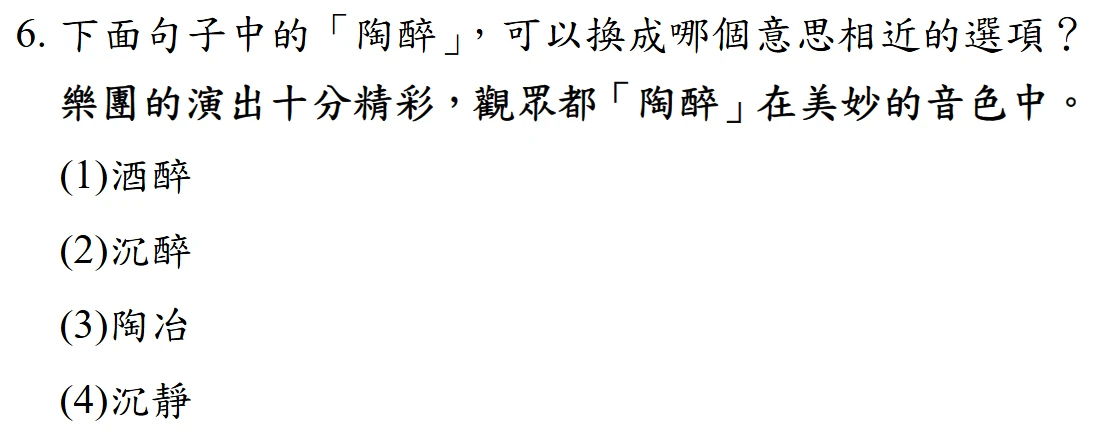 6. 下面句子中的「陶醉」，可以換成哪個意思相近的選項？
樂團的演出十分精彩，觀眾都「陶醉」在美妙的音色中。
(1)酒醉
(2)沉醉
(3)陶冶
(4)沉靜